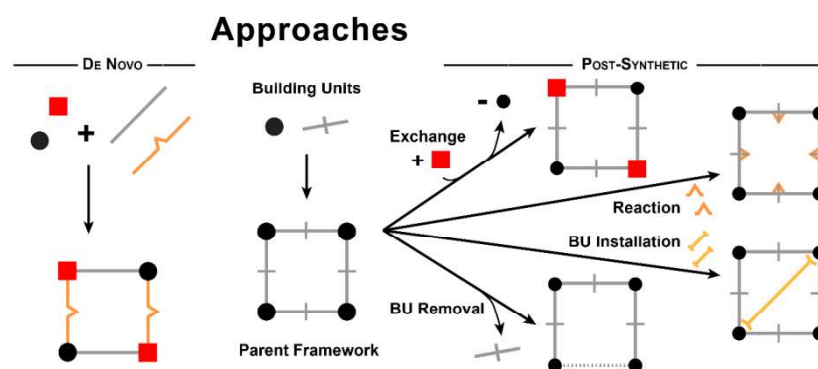 Approaches
De Novo
Post-Synthetic
Building Units
+
-
Exchange
+
Reaction
BU Installation
BU Removal
Parent Framework